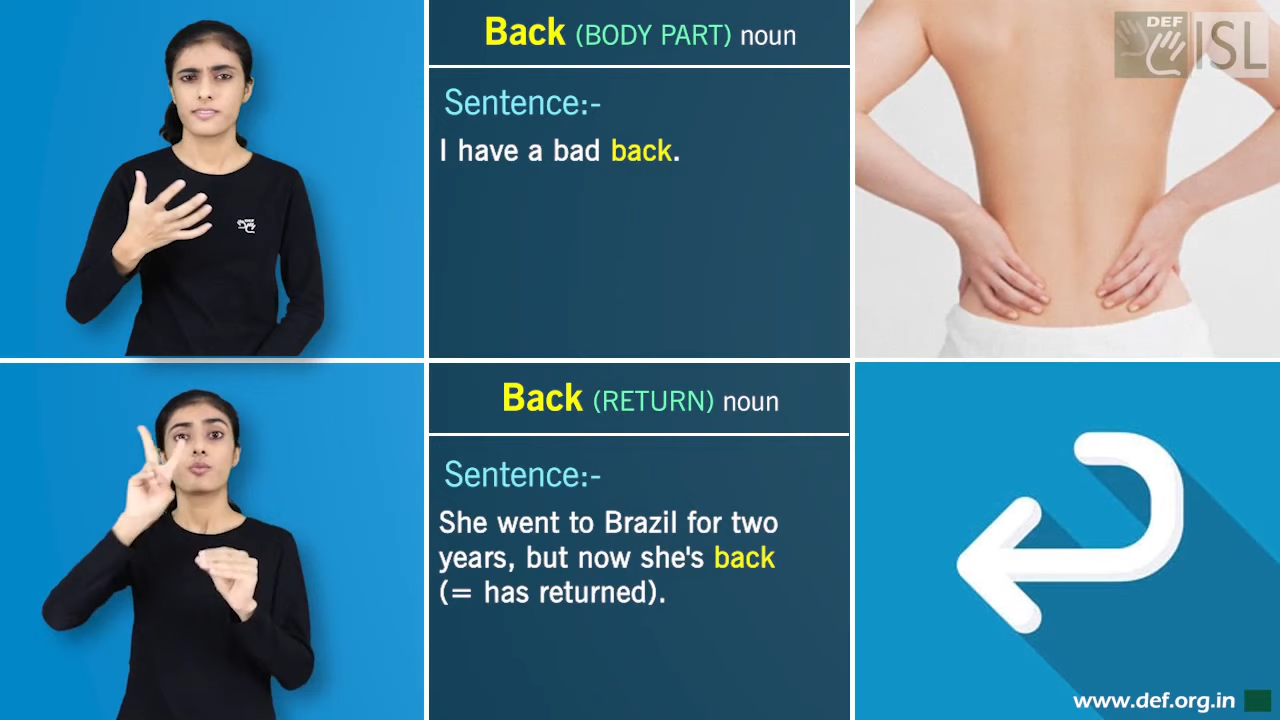 Back (BODY PART) noun
Sentence:-
I have a bad back.
DEF
ISL
Back (RETURN) noun
Sentence:-
She went to Brazil for two
years, but now she's back
(= has returned).
www.def.org.in